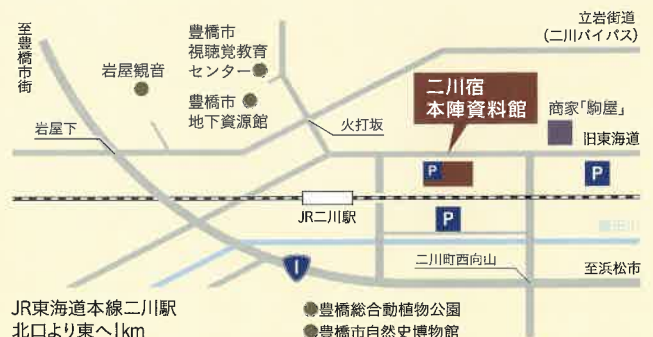 至豊橋市街
岩屋観音
豊橋市
視聴覚教育
センター
豊橋市
地下資源館
立岩街道
(二川バイパス)
二川宿
本陣資料館
商家「駒屋」
旧東海道
岩屋下
火打坂
P
P
JR二川駅
P
二川町西向山
至浜松市
1
JR東海道本線二川駅
北口より東へ1km
豊橋総合動植物公園
豊橋市自然史博物館